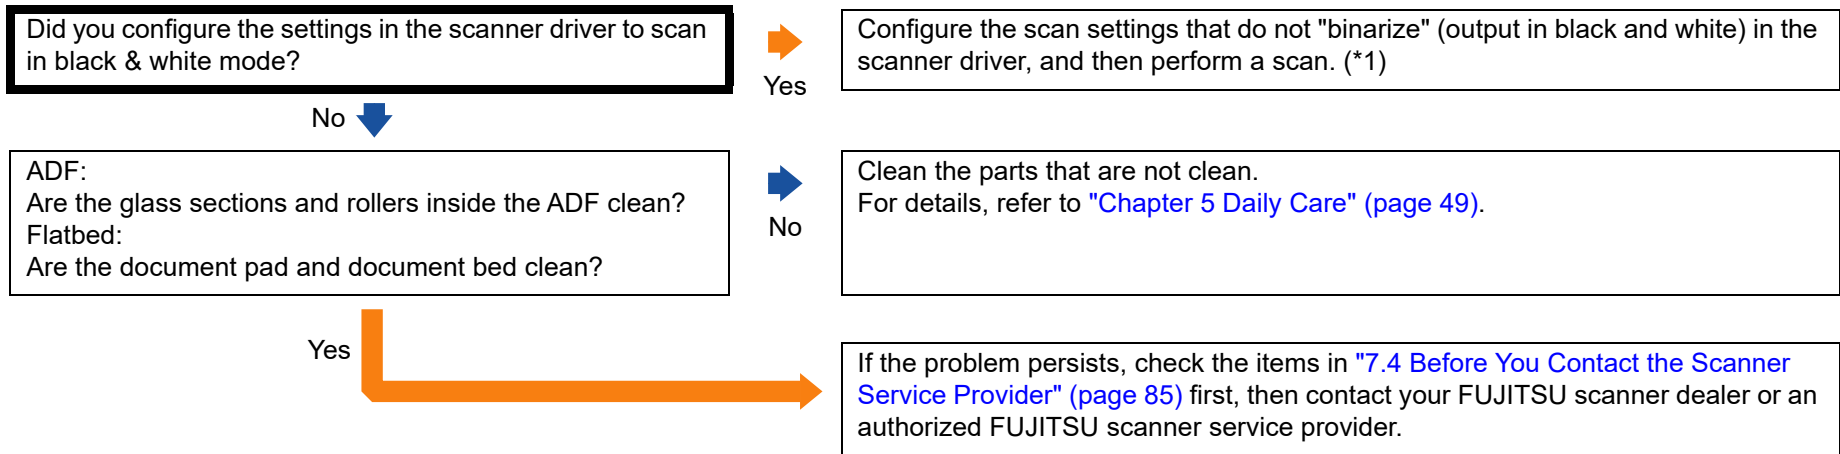 Did you configure the settings in the scanner driver to scan
in black & white mode?
Yes
Configure the scan settings that do not "binarize" (output in black and white) in the
scanner driver, and then perform a scan. (*1)
No
ADF:
Are the glass sections and rollers inside the ADF clean?
Flatbed:
Are the document pad and document bed clean?
No
Clean the parts that are not clean.
For details, refer to "Chapter 5 Daily Care" (page 49).
Yes
If the problem persists, check the items in "7.4 Before You Contact the Scanner
Service Provider" (page 85) first, then contact your FUJITSU scanner dealer or an
authorized FUJITSU scanner service provider.